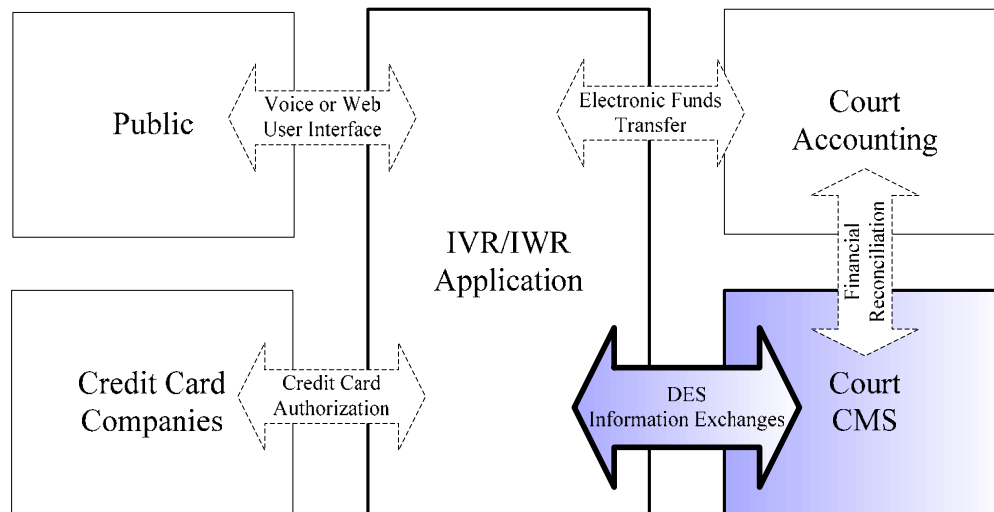 Public
Voice or Web
User Interface
Electronic Funds
Transfer
Court
Accounting
IVR/IWR
Application
Financial
Reconciliation
Credit Card
Companies
Credit Card
Authorization
DES
Information Exchanges
Court
CMS